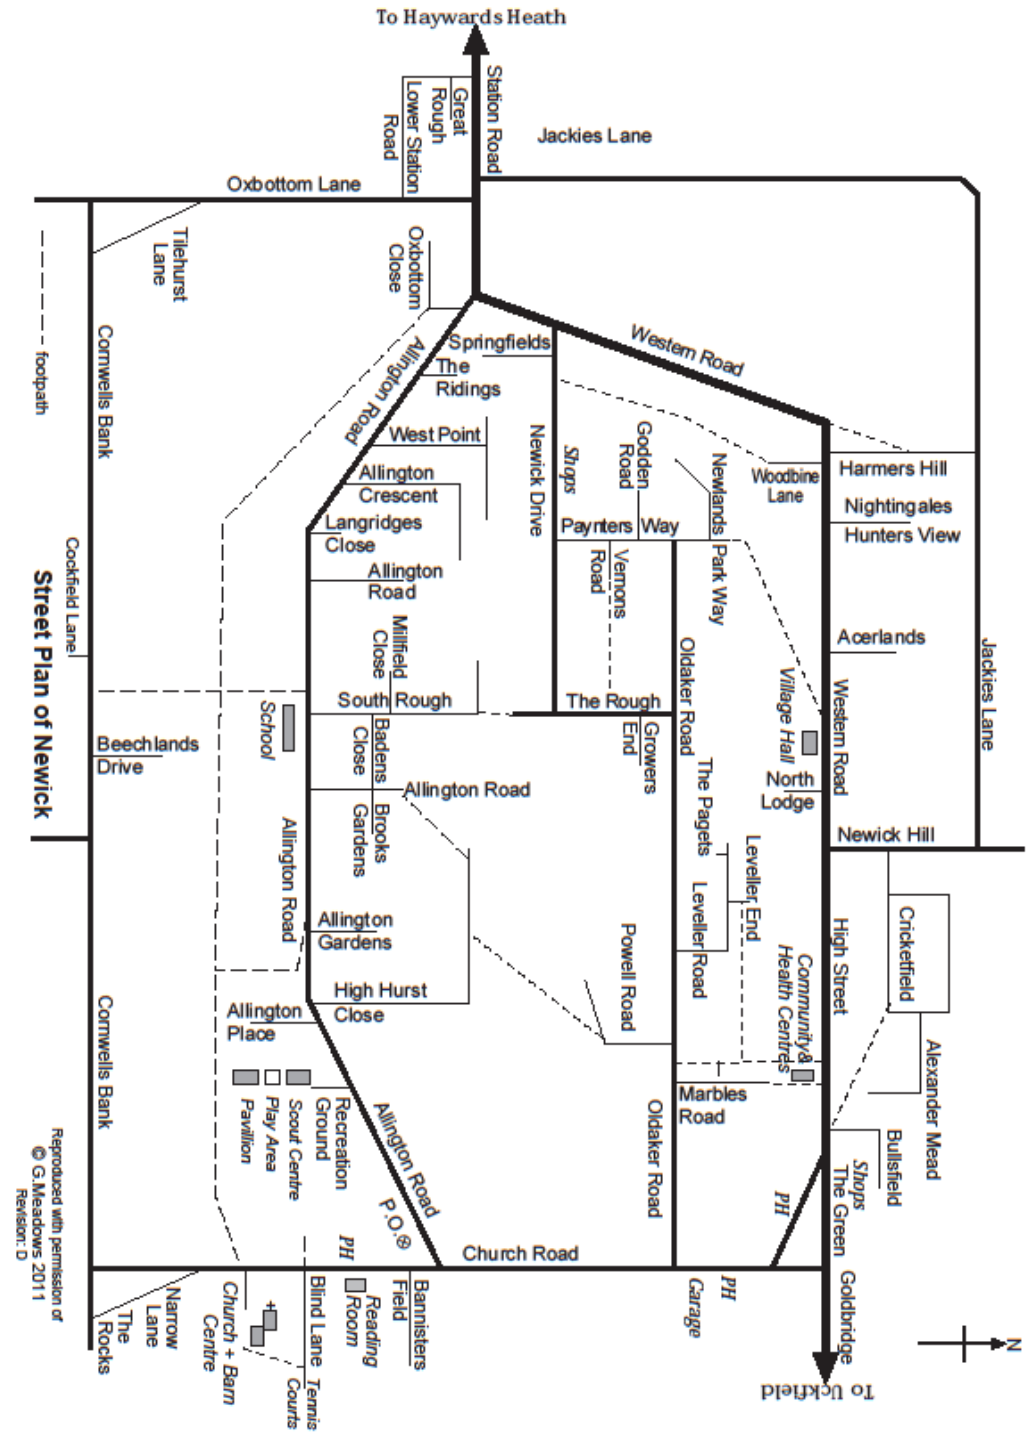 To Haywards Heath
Station Road
Great
Rough
Lower Station
Road
Jackies Lane
Oxbottom Lane
Tilehurst
Lane
Oxbottom
Close
footpath
Cornwells Bank
Allington Road
Springfields
The
Ridings
Western Road
West Point
Newick Drive
Shops
Godden
Road
Newlands Park Way
Woodbine
Lane
Harmers Hill
Allington
Crescent
Nightingales
Hunters View
Langridges
Close
Paynters Way
Vernons
Road
Allington
Road
Cockfield Lane
Street Plan of Newick
Millfield
Close
Acerlands
Jackies Lane
Oldaker Road
Village Hall
Western Road
South Rough
The Rough
School
Badens
Close
Growers
End
Beechlands
Drive
Allington Road
The Pagets
North
Lodge
Brooks
Gardens
Newick Hill
Allington Road
Leveller End
Leveller Road
Allington
Gardens
Powell Road
High Street
Cricketfield
Community &
Health Centres
High Hurst
Close
Allington
Place
Cornwells Bank
Alexander Mead
Marbles
Road
Pavillion
Play Area
Scout Centre
Recreation
Ground
Allington Road
Oldaker Road
Bullsfield
Shops
The Green
PH
P.O.
PH
Church Road
Reproduced with permission of
© G.Meadows 2011
Revision: D
Narrow
Lane
The
Rocks
Church + Barn
Centre
Blind Lane
Tennis
Courts
Reading
Room
Bannisters
Field
PH
Garage
Goldbridge
N
To Uckfield